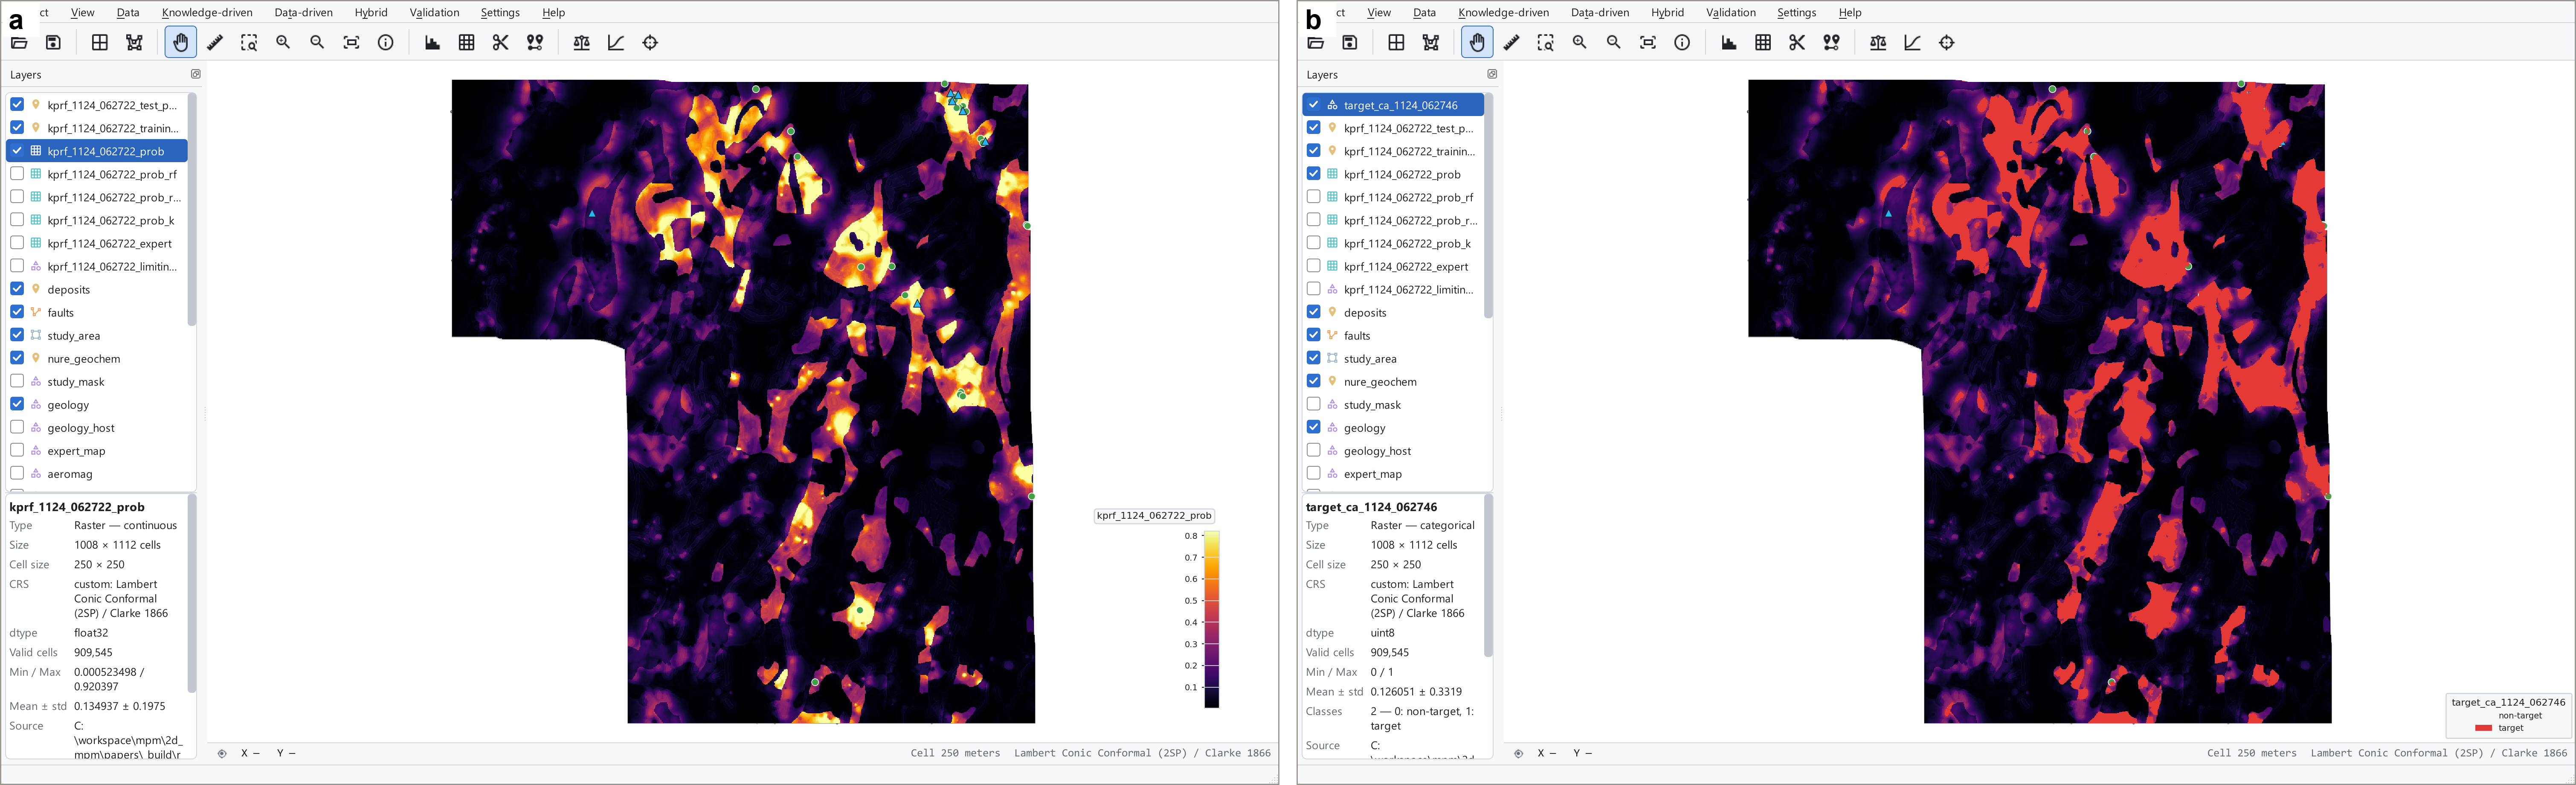 a
ct View Data Knowledge-driven Data-driven Hybrid Validation Settings Help
Layers
kprf_1124_062722_test_p...
kprf_1124_062722_trainin...
kprf_1124_062722_prob
kprf_1124_062722_prob_rf
kprf_1124_062722_prob_r...
kprf_1124_062722_prob_k
kprf_1124_062722_expert
kprf_1124_062722_limitin...
deposits
faults
study_area
nure_geochem
study_mask
geology
geology_host
expert_map
aeromag
kprf_1124_062722_prob
Type Raster — continuous
Size 1008 × 1112 cells
Cell size 250 × 250
CRS custom: Lambert
Conic Conformal
(2SP) / Clarke 1866
dtype float32
Valid cells 909,545
Min / Max 0.000523498 /
0.920397
Mean ± std 0.134937 ± 0.1975
Source C:
\workspace\mpm\2d_
mpm\papers\_build\r
kprf_1124_062722_prob
0.8
0.7
0.6
0.5
0.4
0.3
0.2
0.1
X — Y —
Cell 250 meters Lambert Conic Conformal (2SP) / Clarke 1866
b
ct View Data Knowledge-driven Data-driven Hybrid Validation Settings Help
Layers
target_ca_1124_062746
kprf_1124_062722_test_p...
kprf_1124_062722_trainin...
kprf_1124_062722_prob
kprf_1124_062722_prob_rf
kprf_1124_062722_prob_r...
kprf_1124_062722_prob_k
kprf_1124_062722_expert
kprf_1124_062722_limitin...
deposits
faults
study_area
nure_geochem
study_mask
geology
geology_host
expert_map
target_ca_1124_062746
Type Raster — categorical
Size 1008 × 1112 cells
Cell size 250 × 250
CRS custom: Lambert
Conic Conformal
(2SP) / Clarke 1866
dtype uint8
Valid cells 909,545
Min / Max 0 / 1
Mean ± std 0.126051 ± 0.3319
Classes 2 — 0: non-target, 1:
target
Source C:
target_ca_1124_062746
non-target
target
X — Y —
Cell 250 meters Lambert Conic Conformal (2SP) / Clarke 1866